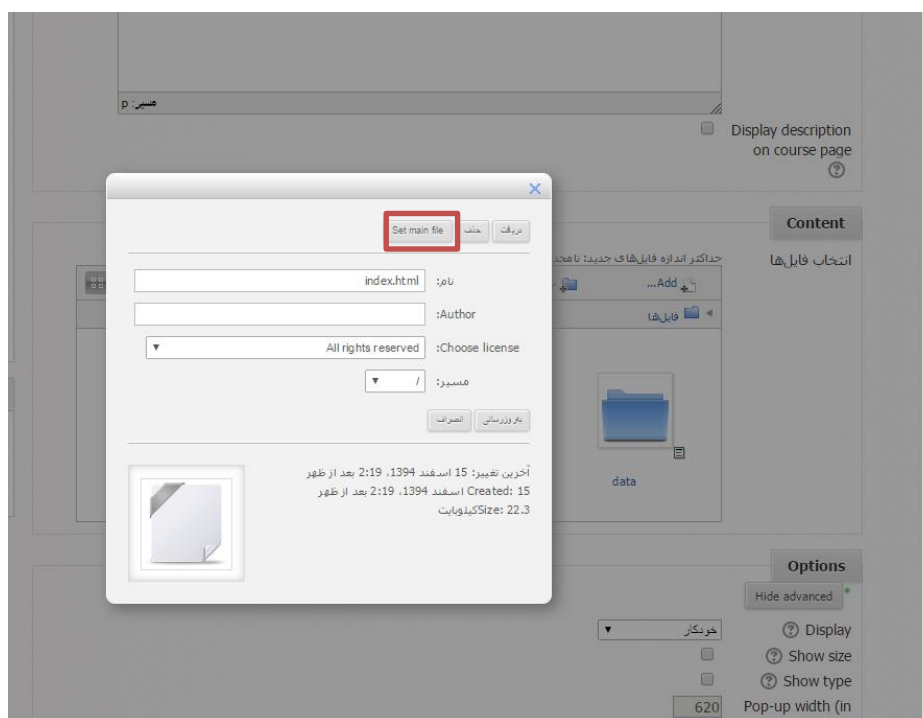 مسیر: p
Display description
on course page
Content
انتخاب فایل‌ها
حداکثر اندازه فایل‌های جدید: نامحد
Add...
فایل‌ها
data
Set main file
حذف
دریافت
نام: index.html
Author:
Choose license: All rights reserved
مسیر: /
به روزرسانی
انصراف
آخرین تغییر: 15 اسفند 1394، 2:19 بعد از ظهر
Created: 15 اسفند 1394، 2:19 بعد از ظهر
Size: 22.3کیلوبایت
Options
Hide advanced *
Display خودکار
Show size
Show type
Pop-up width (in 620